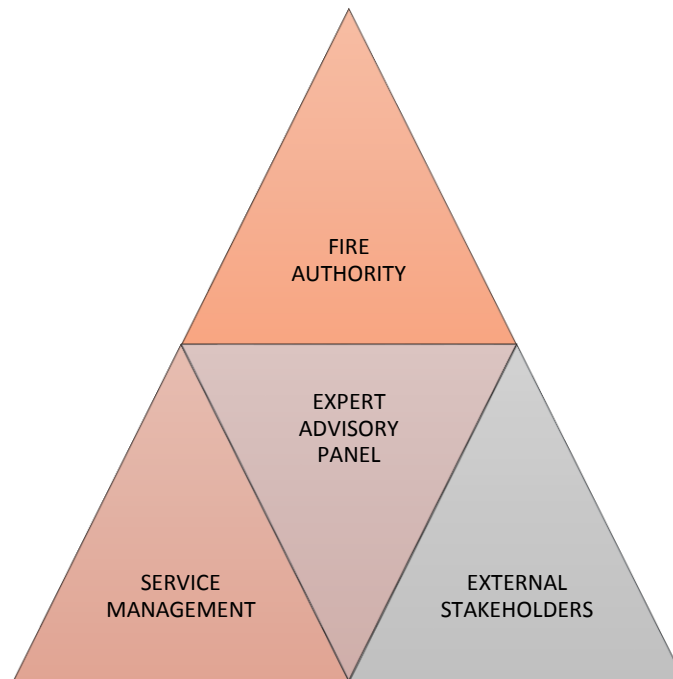 FIRE
AUTHORITY
EXPERT
ADVISORY
PANEL
SERVICE
MANAGEMENT
EXTERNAL
STAKEHOLDERS